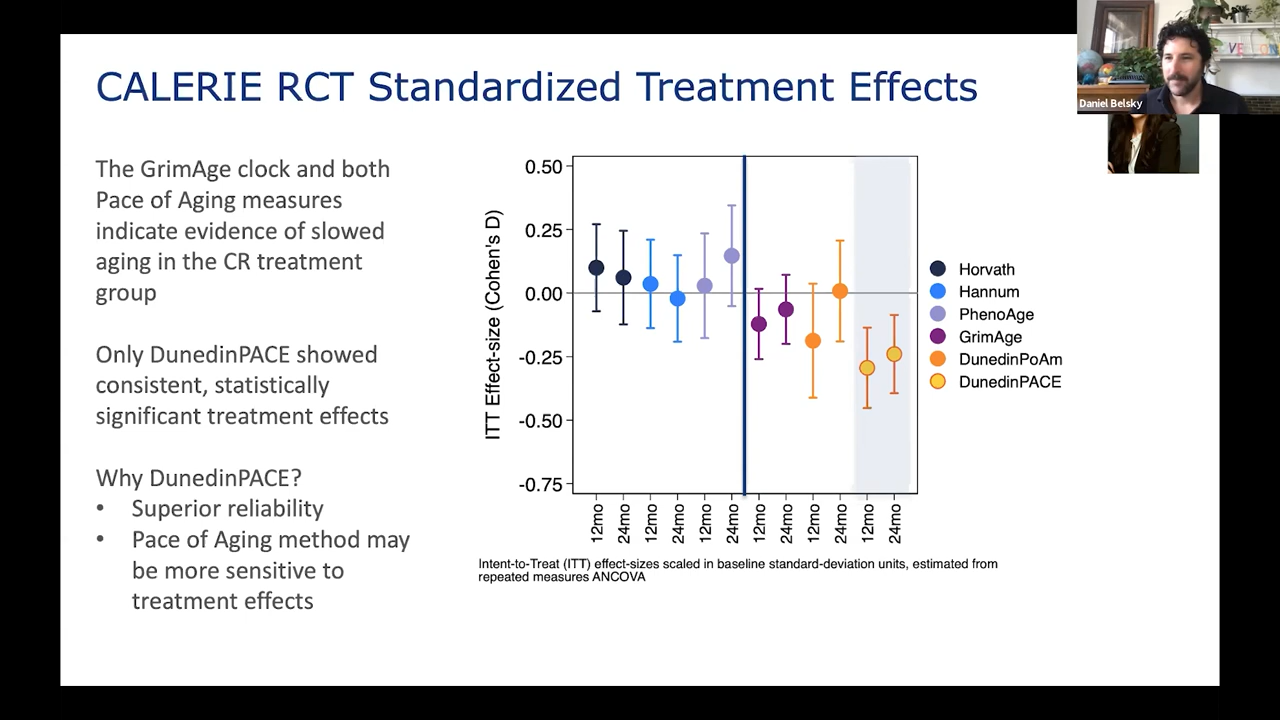 CALERIE RCT Standardized Treatment Effects
Daniel Belsky
The GrimAge clock and both
Pace of Aging measures
indicate evidence of slowed
aging in the CR treatment
group
Only DunedinPACE showed
consistent, statistically
significant treatment effects
Why DunedinPACE?
• Superior reliability
• Pace of Aging method may
be more sensitive to
treatment effects
ITT Effect-size (Cohen's D)
0.50
0.25
0.00
-0.25
-0.50
-0.75
12mo
24mo
12mo
24mo
12mo
24mo
12mo
24mo
12mo
24mo
12mo
24mo
Horvath
Hannum
PhenoAge
GrimAge
DunedinPoAm
DunedinPACE
Intent-to-Treat (ITT) effect-sizes scaled in baseline standard-deviation units, estimated from
repeated measures ANCOVA